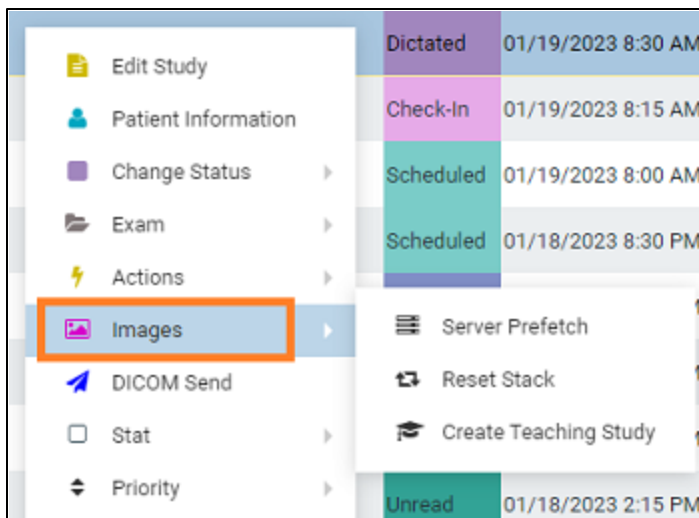 Edit Study
Patient Information
Change Status
Exam
Actions
Images
DICOM Send
Stat
Priority
Server Prefetch
Reset Stack
Create Teaching Study
Dictated 01/19/2023 8:30 AM
Check-In 01/19/2023 8:15 AM
Scheduled 01/19/2023 8:00 AM
Scheduled 01/18/2023 8:30 PM
Unread 01/18/2023 2:15 PM